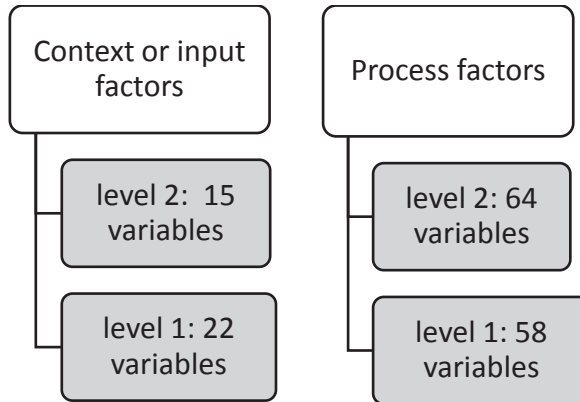 Context or input
factors
level 2:  15
variables
level 1: 22
variables
Process factors
level 2: 64
variables
level 1: 58
variables